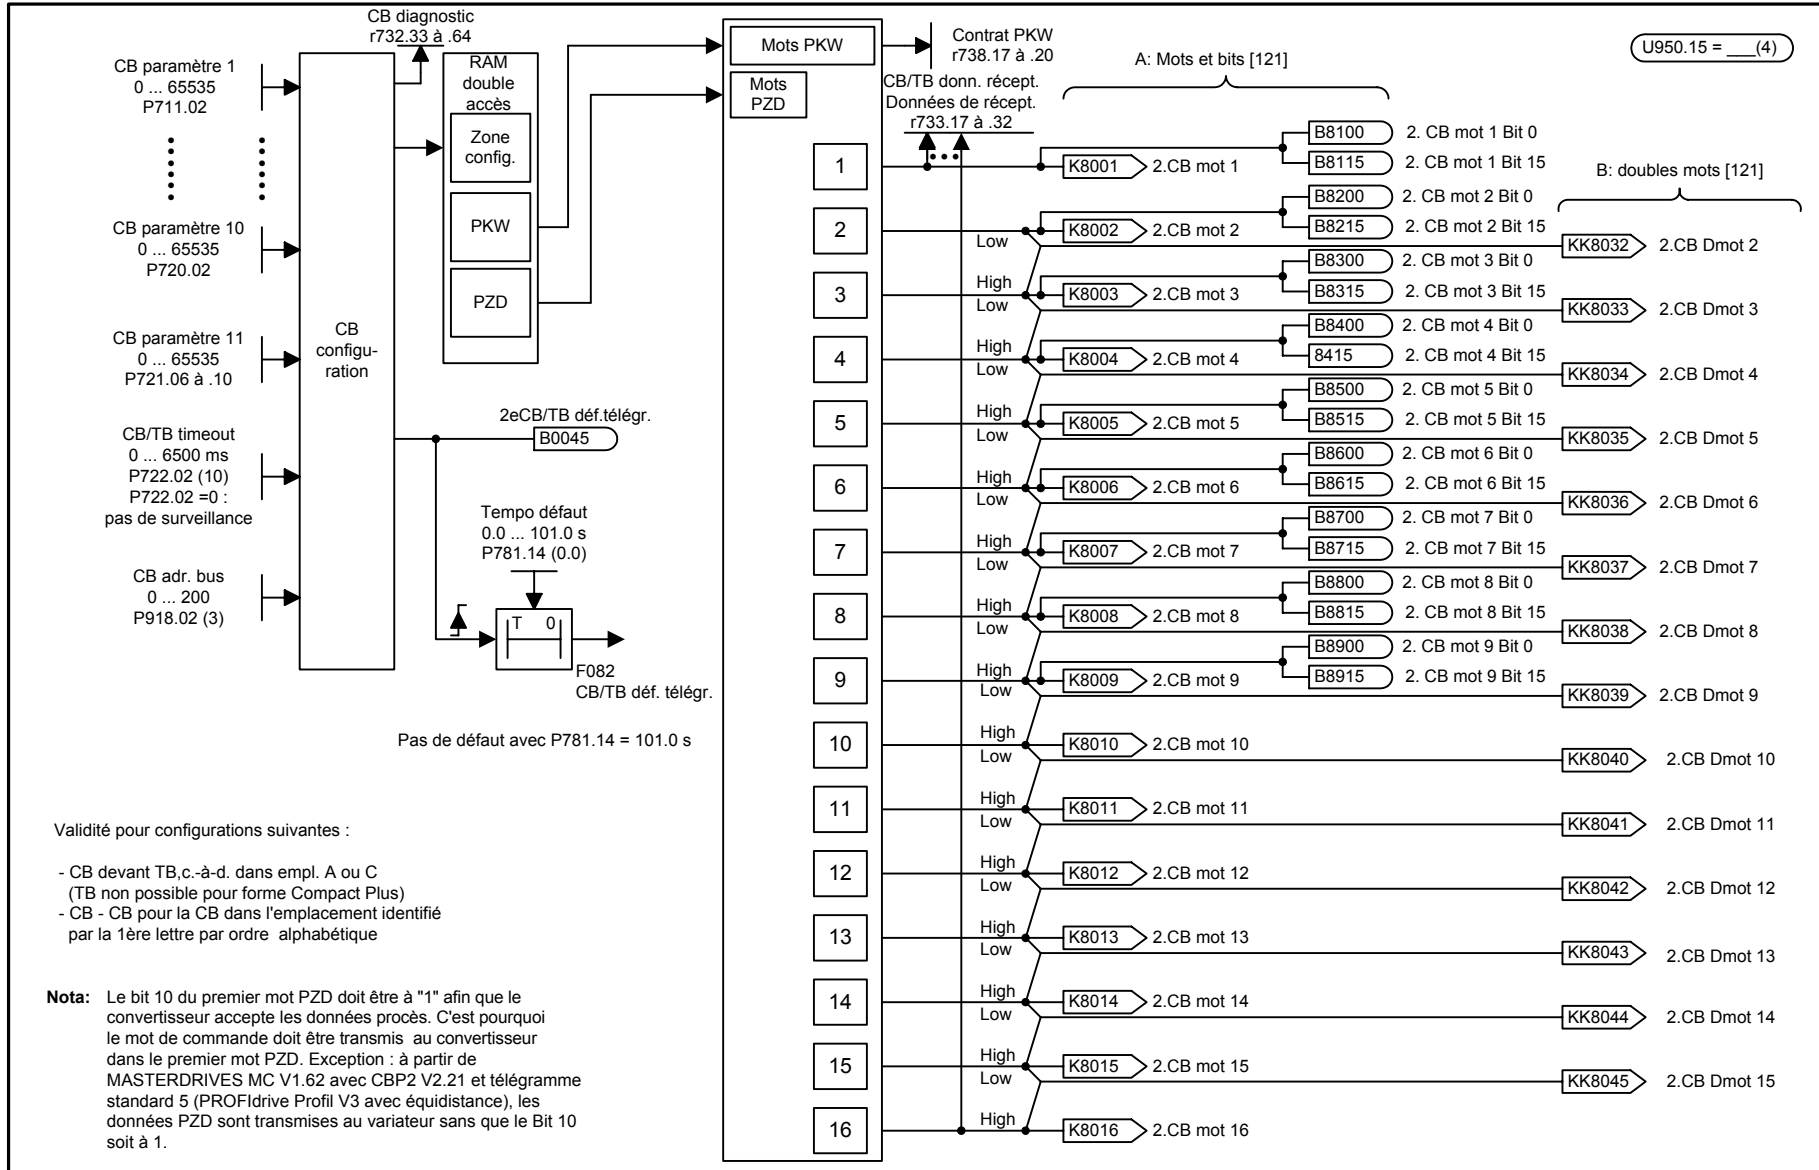 CB diagnostic
r732.33 à .64
CB paramètre 1
0 ... 65535
P711.02
CB paramètre 10
0 ... 65535
P720.02
CB paramètre 11
0 ... 65535
P721.06 à .10
CB/TB timeout
0 ... 6500 ms
P722.02 (10)
P722.02 =0 :
pas de surveillance
CB adr. bus
0 ... 200
P918.02 (3)
CB
configu-
ration
RAM
double
accès
Zone
config.
PKW
PZD
2eCB/TB déf.télégr.
B0045
Tempo défaut
0.0 ... 101.0 s
P781.14 (0.0)
T 0
F082
CB/TB déf. télégr.
Pas de défaut avec P781.14 = 101.0 s
Validité pour configurations suivantes :
- CB devant TB,c.-à-d. dans empl. A ou C
(TB non possible pour forme Compact Plus)
- CB - CB pour la CB dans l'emplacement identifié
par la 1ère lettre par ordre alphabétique
Nota: Le bit 10 du premier mot PZD doit être à "1" afin que le
convertisseur accepte les données procès. C'est pourquoi
le mot de commande doit être transmis au convertisseur
dans le premier mot PZD. Exception : à partir de
MASTERDRIVES MC V1.62 avec CBP2 V2.21 et télégramme
standard 5 (PROFIdrive Profil V3 avec équidistance), les
données PZD sont transmises au variateur sans que le Bit 10
soit à 1.
Mots PKW
Mots
PZD
Contrat PKW
r738.17 à .20
CB/TB donn. récept.
Données de récept.
r733.17 à .32
A: Mots et bits [121]
U950.15 = ___(4)
B: doubles mots [121]
1 K8001 2.CB mot 1
B8100 2. CB mot 1 Bit 0
B8115 2. CB mot 1 Bit 15
2 Low K8002 2.CB mot 2
B8200 2. CB mot 2 Bit 0
B8215 2. CB mot 2 Bit 15
KK8032 2.CB Dmot 2
3 High Low K8003 2.CB mot 3
B8300 2. CB mot 3 Bit 0
B8315 2. CB mot 3 Bit 15
KK8033 2.CB Dmot 3
4 High Low K8004 2.CB mot 4
B8400 2. CB mot 4 Bit 0
8415 2. CB mot 4 Bit 15
KK8034 2.CB Dmot 4
5 High Low K8005 2.CB mot 5
B8500 2. CB mot 5 Bit 0
B8515 2. CB mot 5 Bit 15
KK8035 2.CB Dmot 5
6 High Low K8006 2.CB mot 6
B8600 2. CB mot 6 Bit 0
B8615 2. CB mot 6 Bit 15
KK8036 2.CB Dmot 6
7 High Low K8007 2.CB mot 7
B8700 2. CB mot 7 Bit 0
B8715 2. CB mot 7 Bit 15
KK8037 2.CB Dmot 7
8 High Low K8008 2.CB mot 8
B8800 2. CB mot 8 Bit 0
B8815 2. CB mot 8 Bit 15
KK8038 2.CB Dmot 8
9 High Low K8009 2.CB mot 9
B8900 2. CB mot 9 Bit 0
B8915 2. CB mot 9 Bit 15
KK8039 2.CB Dmot 9
10 High Low K8010 2.CB mot 10
KK8040 2.CB Dmot 10
11 High Low K8011 2.CB mot 11
KK8041 2.CB Dmot 11
12 High Low K8012 2.CB mot 12
KK8042 2.CB Dmot 12
13 High Low K8013 2.CB mot 13
KK8043 2.CB Dmot 13
14 High Low K8014 2.CB mot 14
KK8044 2.CB Dmot 14
15 High Low K8015 2.CB mot 15
KK8045 2.CB Dmot 15
16 High K8016 2.CB mot 16